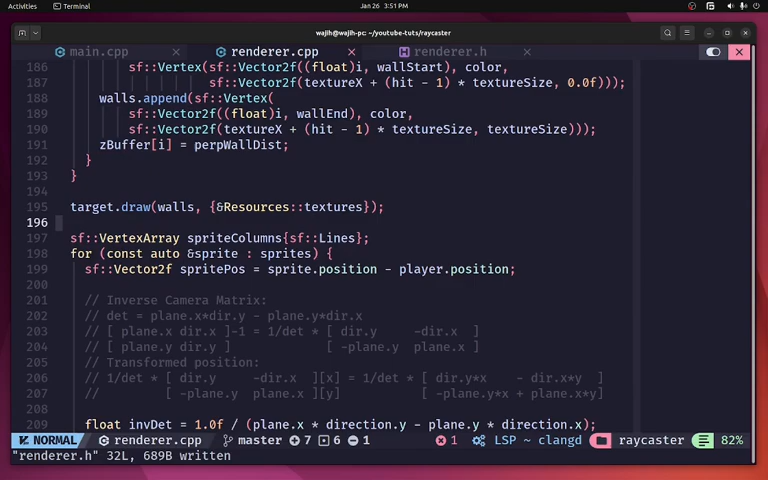 Activities Terminal Jan 26 3:51 PM
wajih@wajih-pc:~/youtube-tuts/raycaster
main.cpp × renderer.cpp × renderer.h ×
186 sf::Vertex(sf::Vector2f((float)i, wallStart), color,
187 sf::Vector2f(textureX + (hit - 1) * textureSize, 0.0f)));
188 walls.append(sf::Vertex(
189 sf::Vector2f((float)i, wallEnd), color,
190 sf::Vector2f(textureX + (hit - 1) * textureSize, textureSize)));
191 zBuffer[i] = perpWallDist;
192 }
193 }
194
195 target.draw(walls, {&Resources::textures});
196
197 sf::VertexArray spriteColumns{sf::Lines};
198 for (const auto &sprite : sprites) {
199 sf::Vector2f spritePos = sprite.position - player.position;
200
201 // Inverse Camera Matrix:
202 // det = plane.x*dir.y - plane.y*dir.x
203 // [ plane.x dir.x ]-1 = 1/det * [ dir.y -dir.x ]
204 // [ plane.y dir.y ] [ -plane.y plane.x ]
205 // Transformed position:
206 // 1/det * [ dir.y -dir.x ][x] = 1/det * [ dir.y*x - dir.x*y ]
207 // [ -plane.y plane.x ][y] [ -plane.y*x + plane.x*y]
208
209 float invDet = 1.0f / (plane.x * direction.y - plane.y * direction.x);
NORMAL renderer.cpp master 7 6 1 1 LSP ~ clangd raycaster 82%
"renderer.h" 32L, 689B written